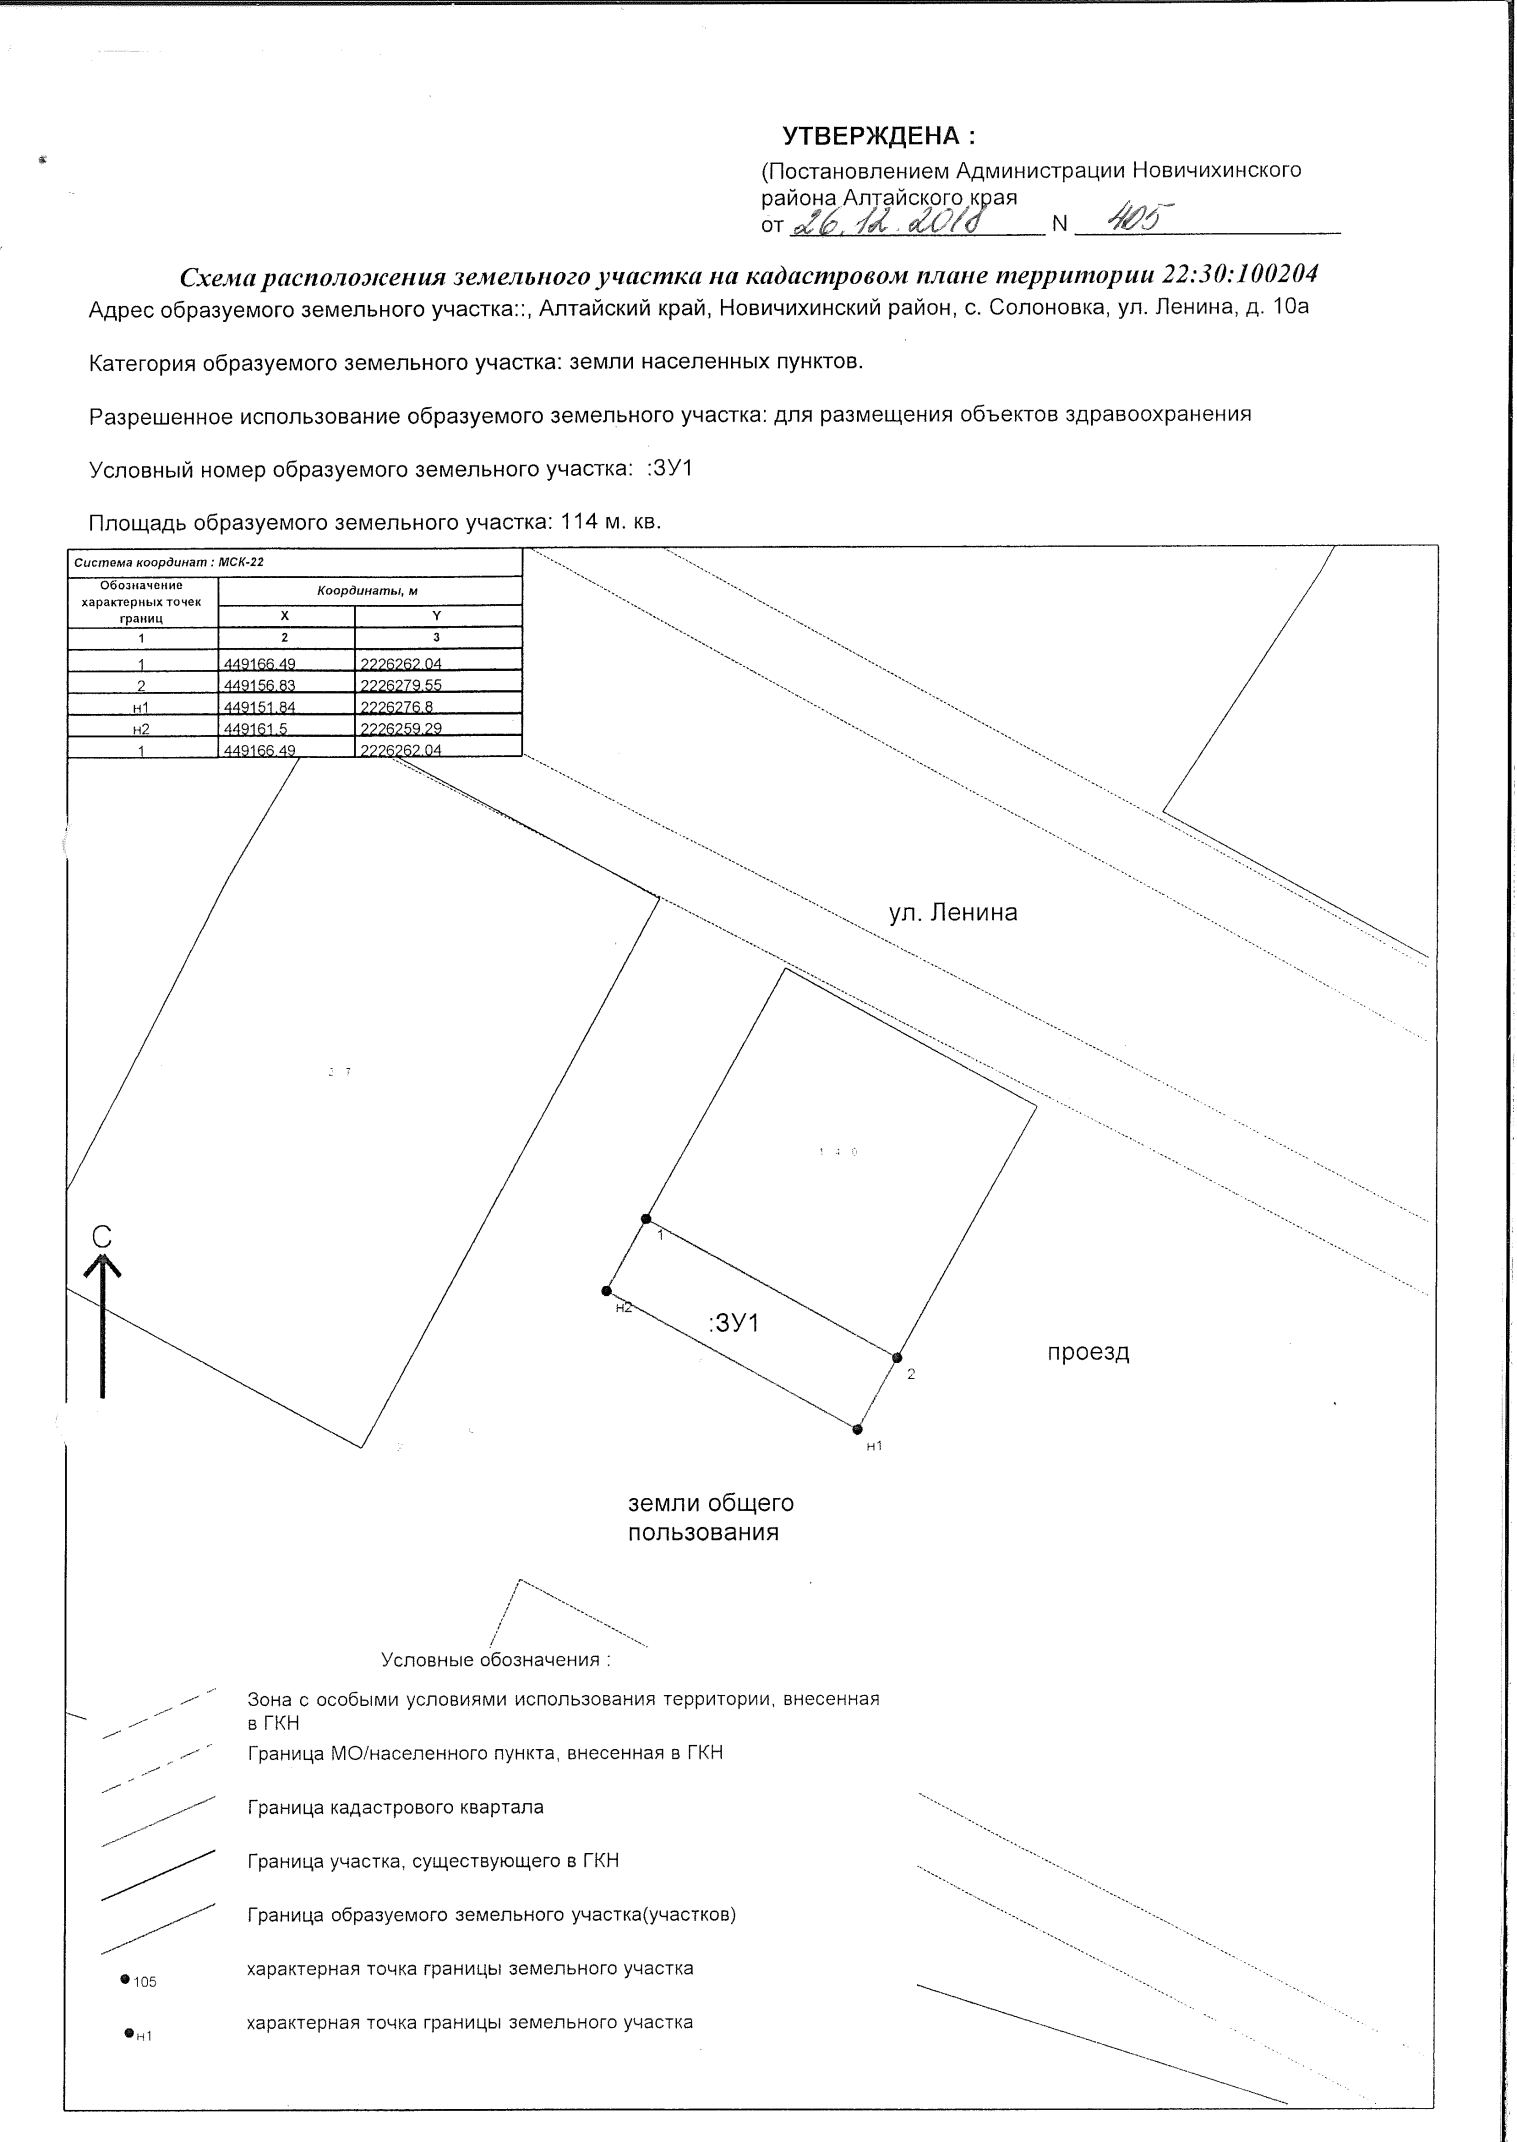 УТВЕРЖДЕНА :
(Постановлением Администрации Новичихинского
района Алтайского края
от 26.12.2018 N 405
Схема расположения земельного участка на кадастровом плане территории 22:30:100204
Адрес образуемого земельного участка::, Алтайский край, Новичихинский район, с. Солоновка, ул. Ленина, д. 10а
Категория образуемого земельного участка: земли населенных пунктов.
Разрешенное использование образуемого земельного участка: для размещения объектов здравоохранения
Условный номер образуемого земельного участка: :ЗУ1
Площадь образуемого земельного участка: 114 м. кв.
Система координат : МСК-22
Обозначение
характерных точек
границ
Координаты, м
X Y
1 2 3
1 449166.49 2226262.04
2 449156.83 2226279.55
н1 449151.84 2226276.8
н2 449161.5 2226259.29
1 449166.49 2226262.04
ул. Ленина
140
С
1
н2
:ЗУ1
2
проезд
н1
земли общего
пользования
Условные обозначения :
Зона с особыми условиями использования территории, внесенная
в ГКН
Граница МО/населенного пункта, внесенная в ГКН
Граница кадастрового квартала
Граница участка, существующего в ГКН
Граница образуемого земельного участка(участков)
105 характерная точка границы земельного участка
н1 характерная точка границы земельного участка